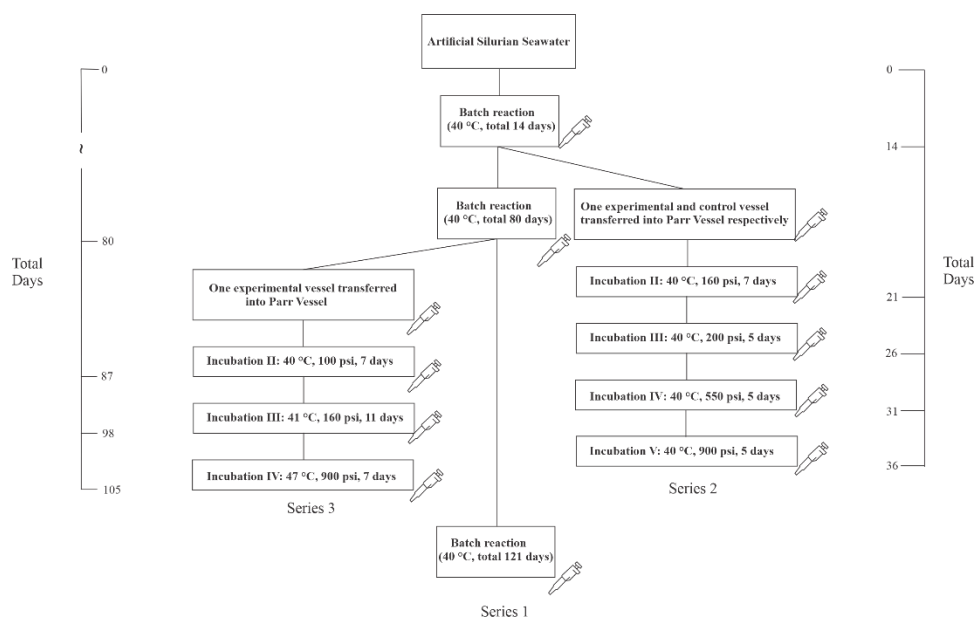 Artificial Silurian Seawater
0
0
Batch reaction
(40 °C, total 14 days)
14
~
Batch reaction
(40 °C, total 80 days)
One experimental and control vessel
transferred into Parr Vessel respectively
80
Total
Days
Total
Days
One experimental vessel transferred
into Parr Vessel
Incubation II: 40 °C, 160 psi, 7 days
21
Incubation III: 40 °C, 200 psi, 5 days
26
Incubation II: 40 °C, 100 psi, 7 days
87
Incubation IV: 40 °C, 550 psi, 5 days
31
Incubation III: 41 °C, 160 psi, 11 days
98
Incubation V: 40 °C, 900 psi, 5 days
36
Incubation IV: 47 °C, 900 psi, 7 days
105
Series 3
Series 2
Batch reaction
(40 °C, total 121 days)
Series 1